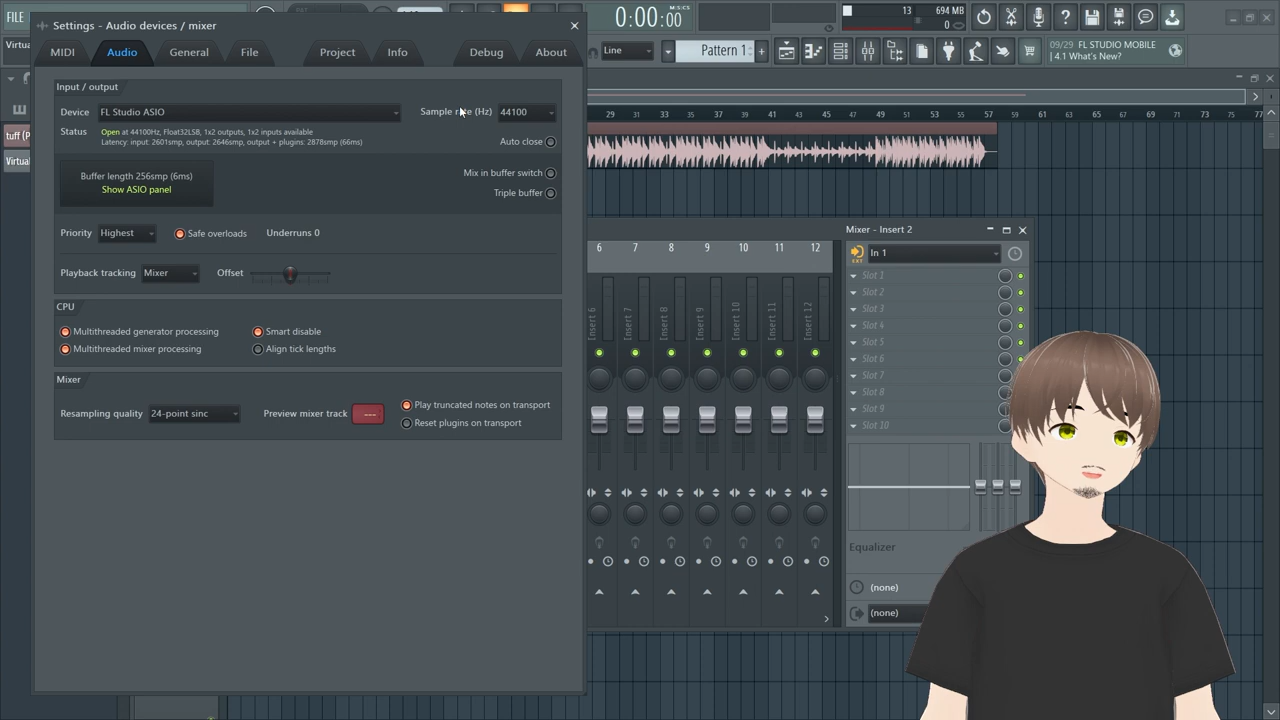 FILE
Settings - Audio devices / mixer
0:00:00
M:S:CS
13
694 MB
0
MIDI
Audio
General
File
Project
Info
Debug
About
Virtua
Line
Pattern 1
09/29 FL STUDIO MOBILE
| 4.1 What's New?
Input / output
Device
FL Studio ASIO
Sample rate (Hz)
44100
Status
Open at 44100Hz, Float32LSB, 1x2 outputs, 1x2 inputs available
Latency: input: 2601smp, output: 2646smp, output + plugins: 2878smp (66ms)
Auto close
29 31 33 35 37 39 41 43 45 47 49 51 53 55 57 59 61 63 65 67 69 71 73 75 77
tuff (P
Virtual
Buffer length 256smp (6ms)
Show ASIO panel
Mix in buffer switch
Triple buffer
Priority
Highest
Safe overloads
Underruns 0
Playback tracking
Mixer
Offset
CPU
Multithreaded generator processing
Smart disable
Multithreaded mixer processing
Align tick lengths
Mixer
Resampling quality
24-point sinc
Preview mixer track
---
Play truncated notes on transport
Reset plugins on transport
Mixer - Insert 2
6 7 8 9 10 11 12
Insert 6
Insert 7
Insert 8
Insert 9
Insert 10
Insert 11
Insert 12
EXT
In 1
Slot 1
Slot 2
Slot 3
Slot 4
Slot 5
Slot 6
Slot 7
Slot 8
Slot 9
Slot 10
Equalizer
(none)
(none)